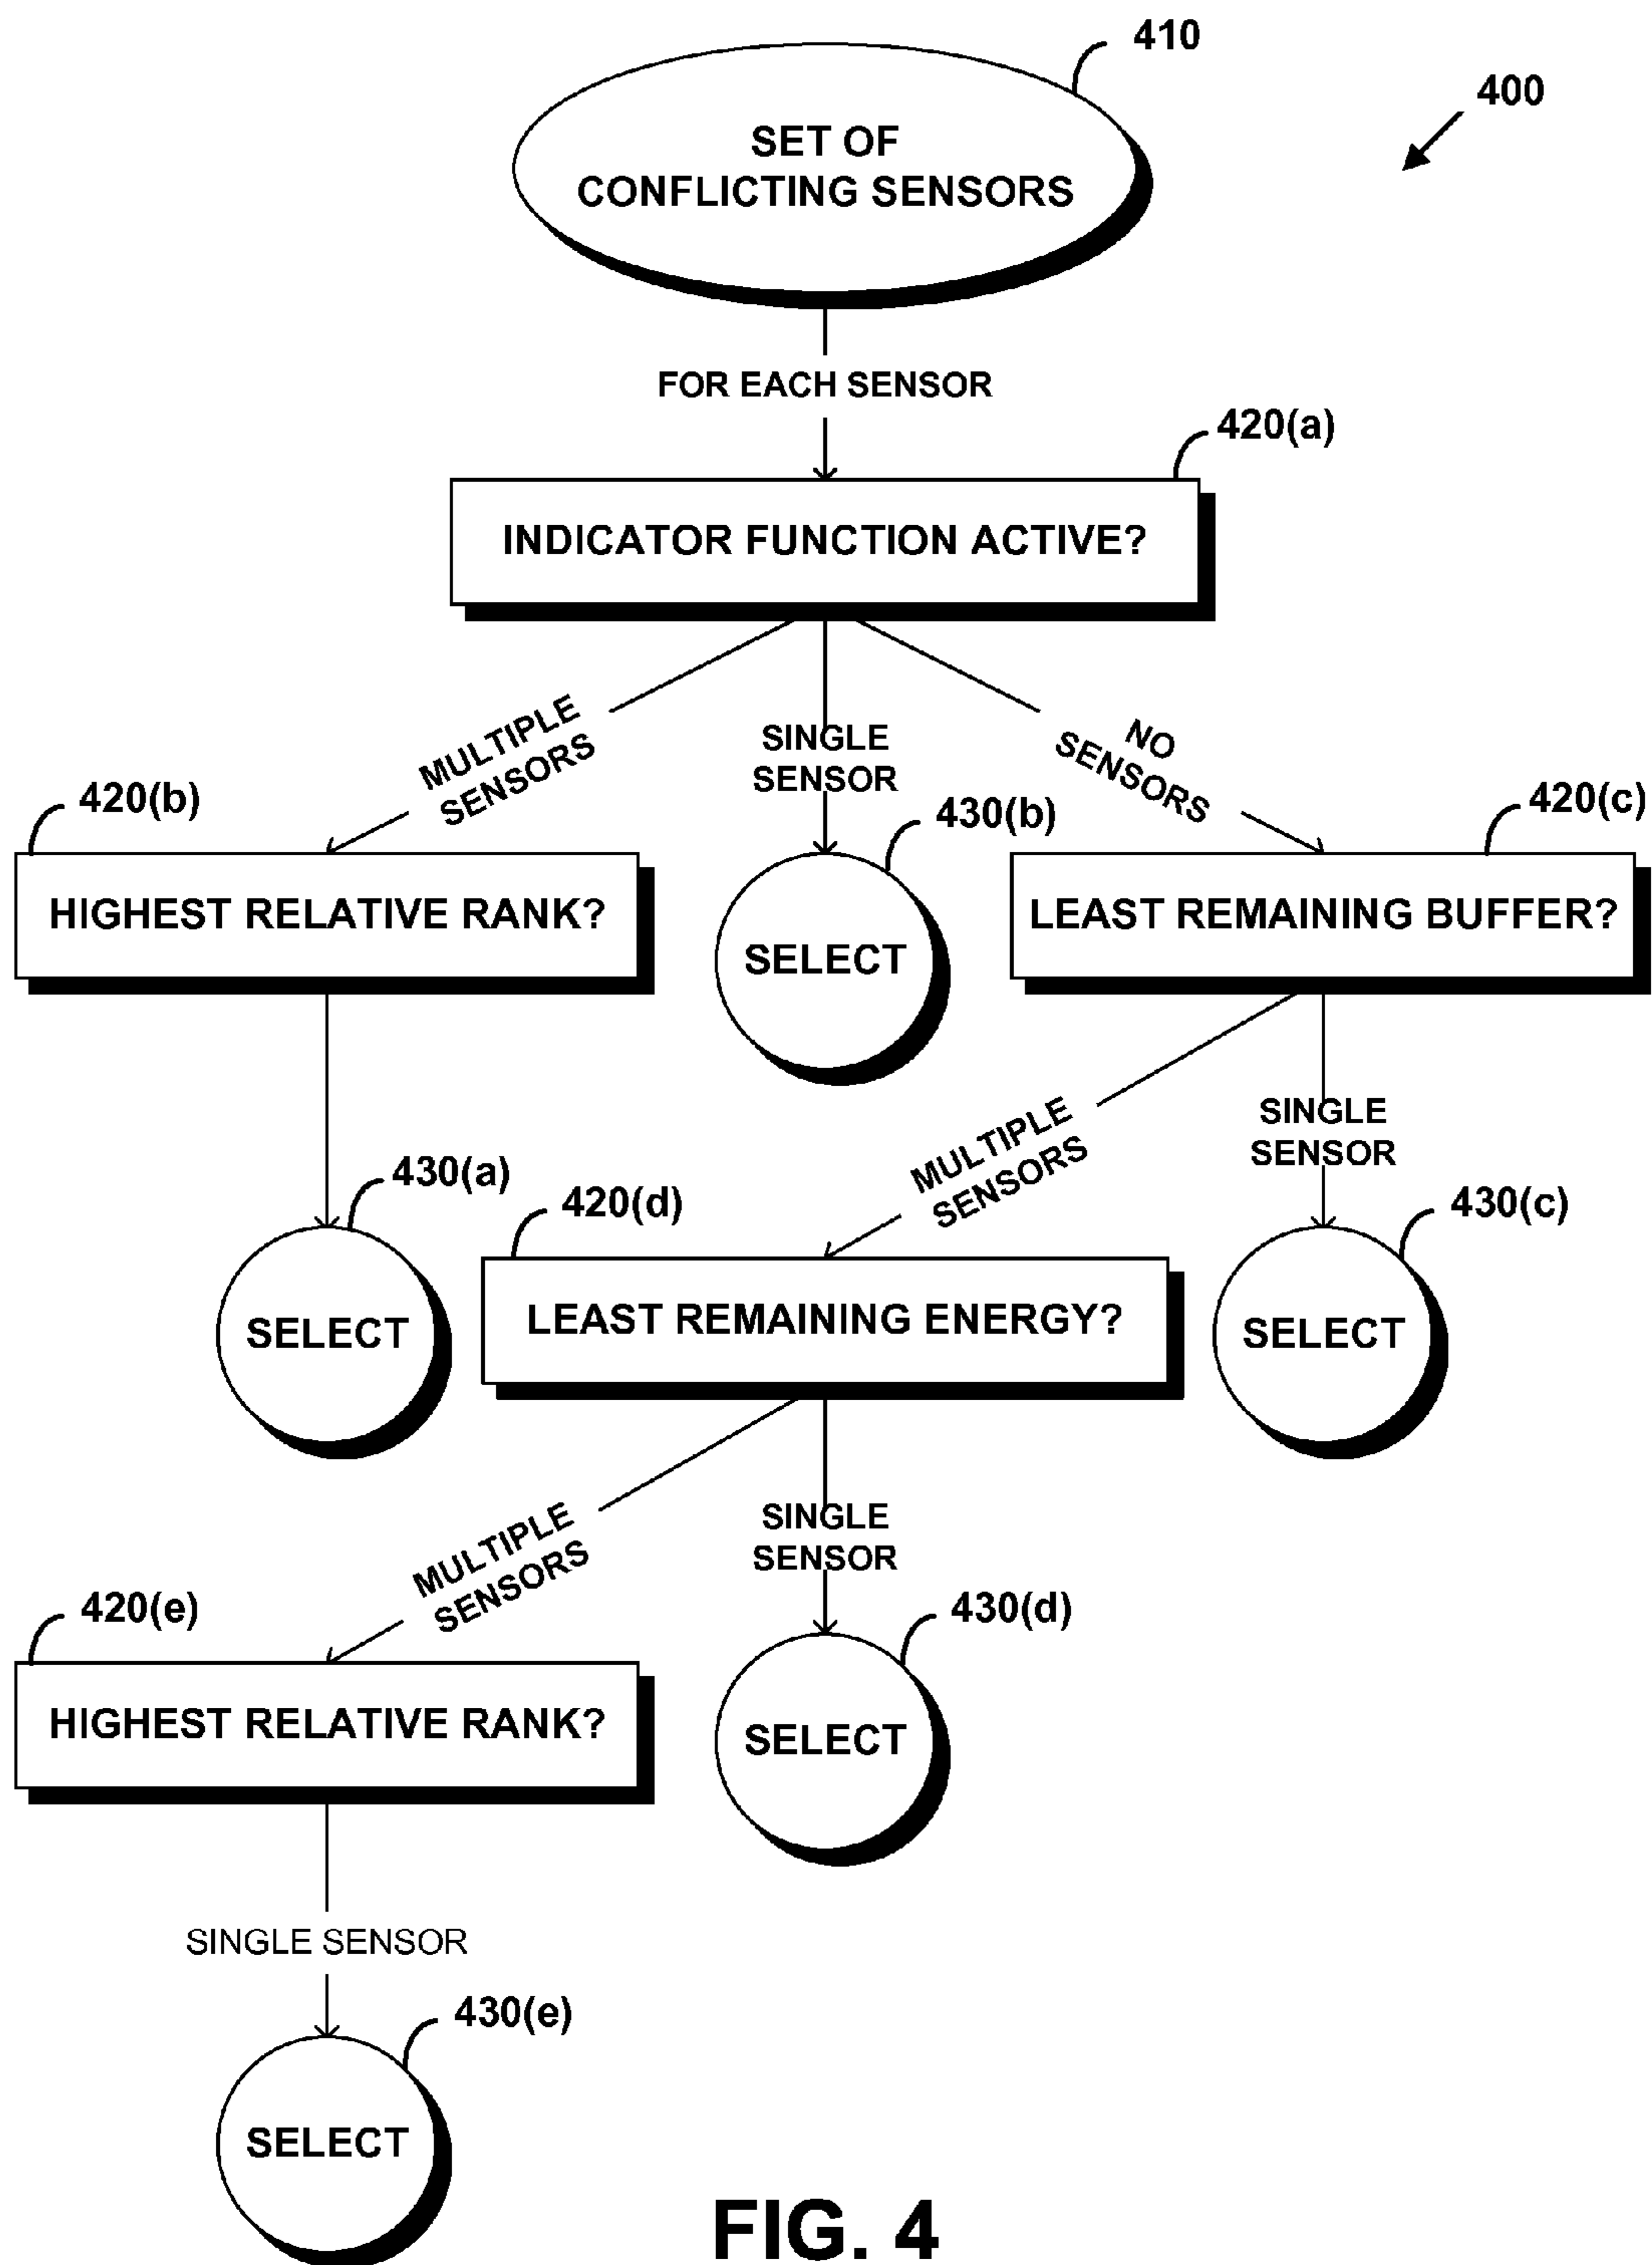 410
400
SET OF
CONFLICTING SENSORS
FOR EACH SENSOR
420(a)
INDICATOR FUNCTION ACTIVE?
MULTIPLE
SENSORS
SINGLE
SENSOR
NO
SENSORS
420(b)
430(b)
420(c)
HIGHEST RELATIVE RANK?
SELECT
LEAST REMAINING BUFFER?
MULTIPLE
SENSORS
SINGLE
SENSOR
430(a)
420(d)
430(c)
SELECT
LEAST REMAINING ENERGY?
SELECT
MULTIPLE
SENSORS
SINGLE
SENSOR
420(e)
430(d)
HIGHEST RELATIVE RANK?
SELECT
SINGLE SENSOR
430(e)
SELECT
FIG. 4